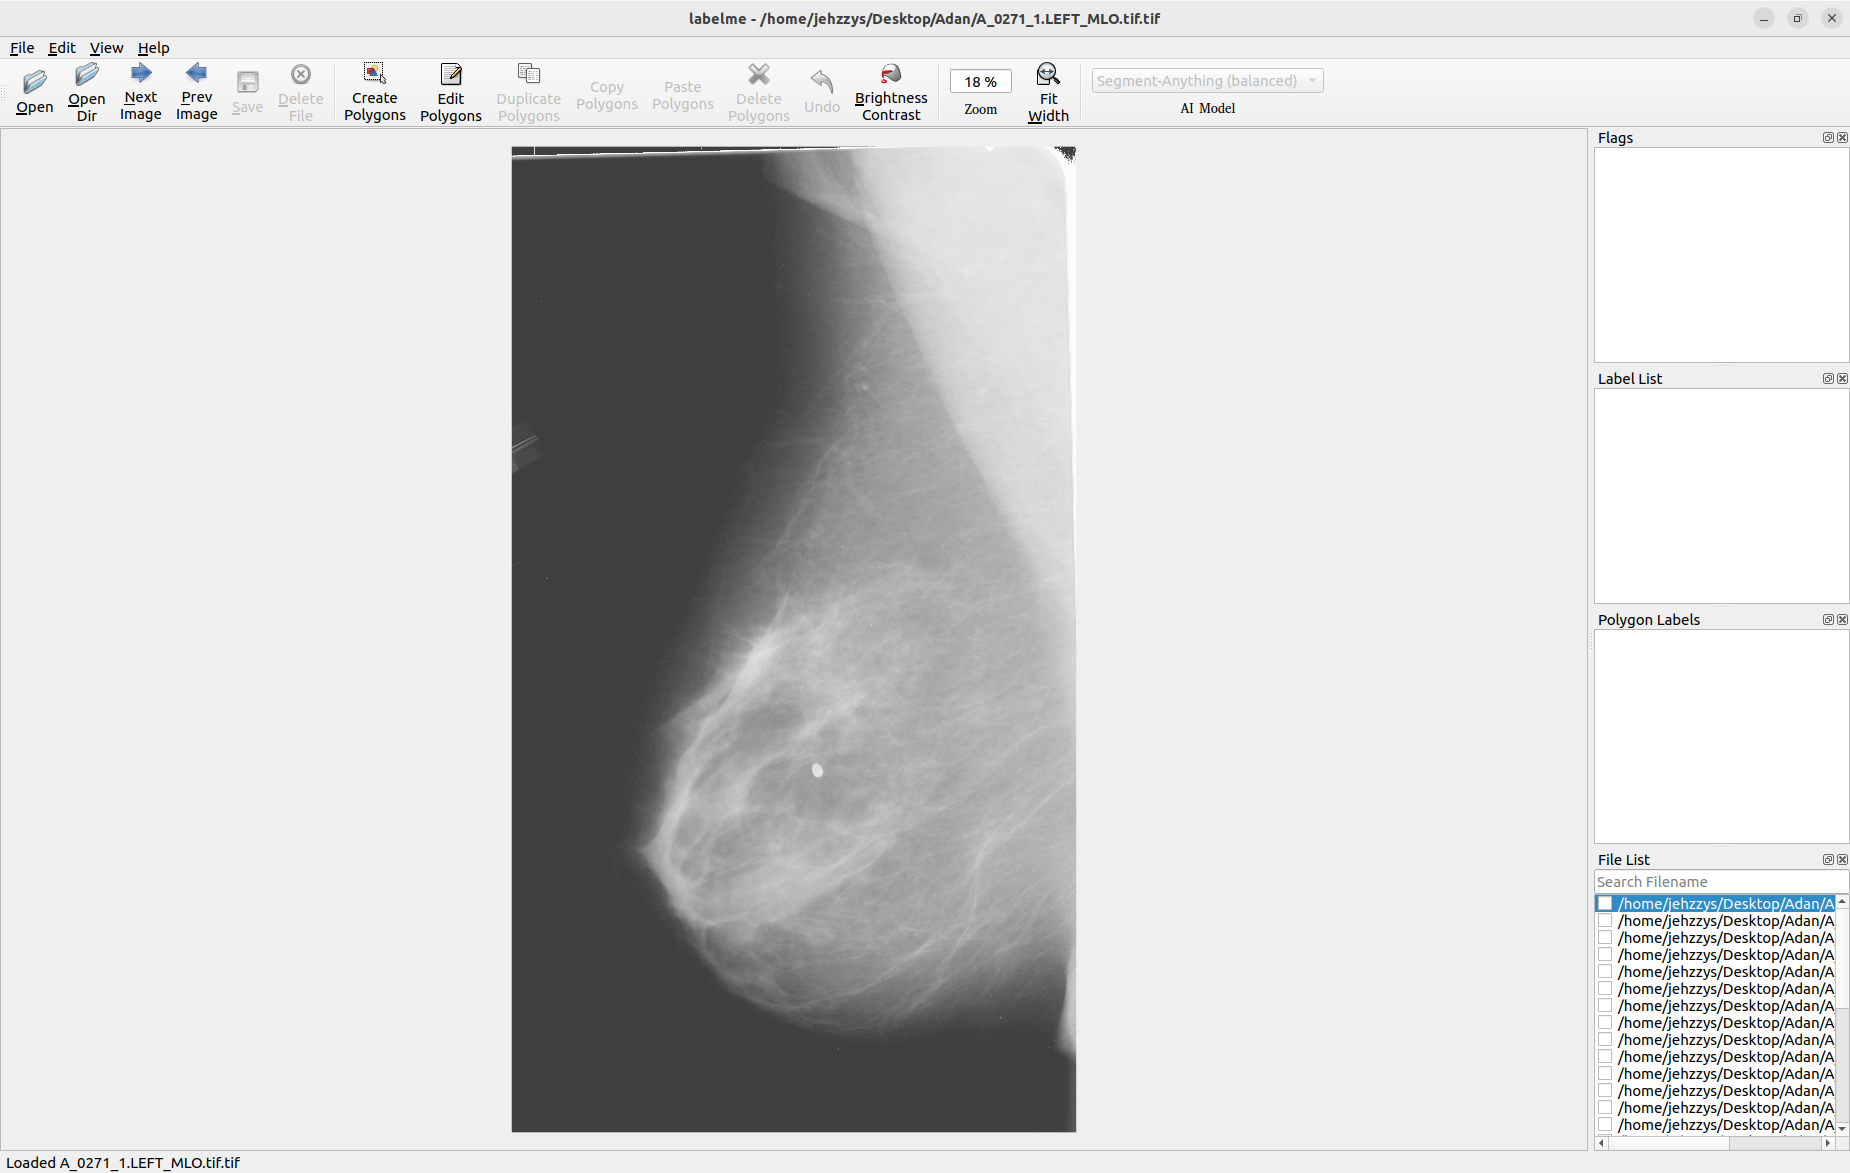 labelme - /home/jehzzys/Desktop/Adan/A_0271_1.LEFT_MLO.tif.tif
File Edit View Help
Open
Open Dir
Next Image
Prev Image
Save
Delete File
Create Polygons
Edit Polygons
Duplicate Polygons
Copy Polygons
Paste Polygons
Delete Polygons
Undo
Brightness Contrast
18 %
Zoom
Fit Width
Segment-Anything (balanced)
AI Model
Flags
Label List
Polygon Labels
File List
Search Filename
/home/jehzzys/Desktop/Adan/A
/home/jehzzys/Desktop/Adan/A
/home/jehzzys/Desktop/Adan/A
/home/jehzzys/Desktop/Adan/A
/home/jehzzys/Desktop/Adan/A
/home/jehzzys/Desktop/Adan/A
/home/jehzzys/Desktop/Adan/A
/home/jehzzys/Desktop/Adan/A
/home/jehzzys/Desktop/Adan/A
/home/jehzzys/Desktop/Adan/A
/home/jehzzys/Desktop/Adan/A
/home/jehzzys/Desktop/Adan/A
/home/jehzzys/Desktop/Adan/A
/home/jehzzys/Desktop/Adan/A
Loaded A_0271_1.LEFT_MLO.tif.tif